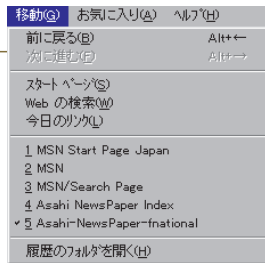 移動(G) お気に入り(A) ヘルプ(H)
前に戻る(B) Alt+←
次に進む(F) Alt+→
スタート ページ(S)
Web の検索(W)
今日のリンク(L)
1 MSN Start Page Japan
2 MSN
3 MSN/Search Page
4 Asahi NewsPaper Index
✓ 5 Asahi-NewsPaper-fnational
履歴のフォルダを開く(H)